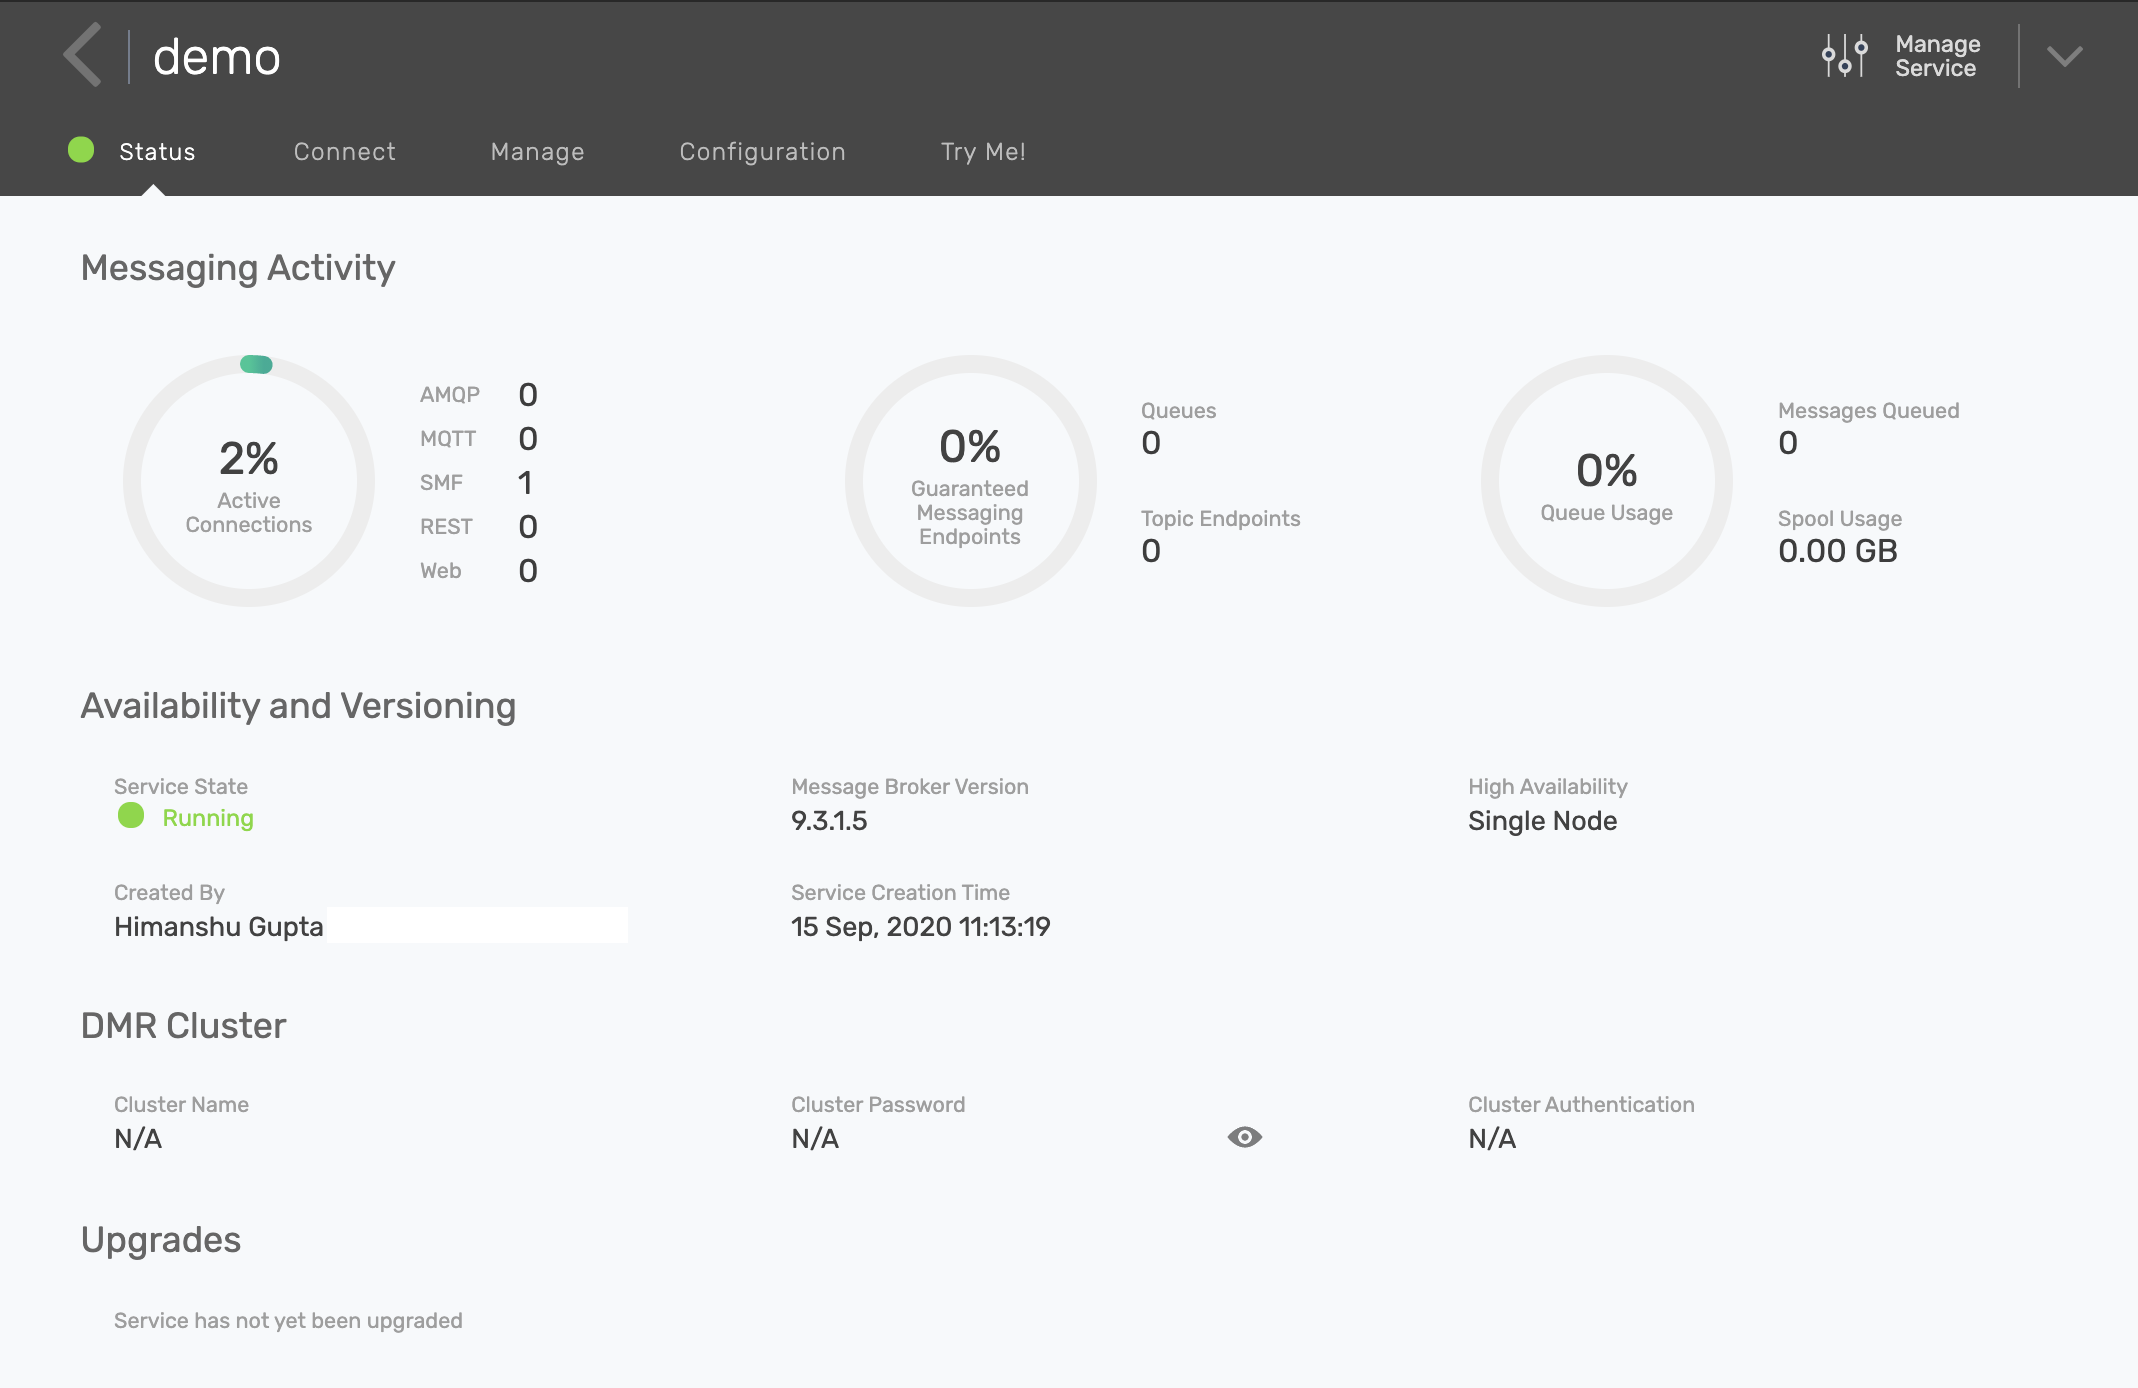 demo
Manage
Service
Status
Connect
Manage
Configuration
Try Me!
Messaging Activity
2%
Active
Connections
AMQP 0
MQTT 0
SMF 1
REST 0
Web 0
0%
Guaranteed
Messaging
Endpoints
Queues
0
Topic Endpoints
0
0%
Queue Usage
Messages Queued
0
Spool Usage
0.00 GB
Availability and Versioning
Service State
Running
Message Broker Version
9.3.1.5
High Availability
Single Node
Created By
Himanshu Gupta
Service Creation Time
15 Sep, 2020 11:13:19
DMR Cluster
Cluster Name
N/A
Cluster Password
N/A
Cluster Authentication
N/A
Upgrades
Service has not yet been upgraded